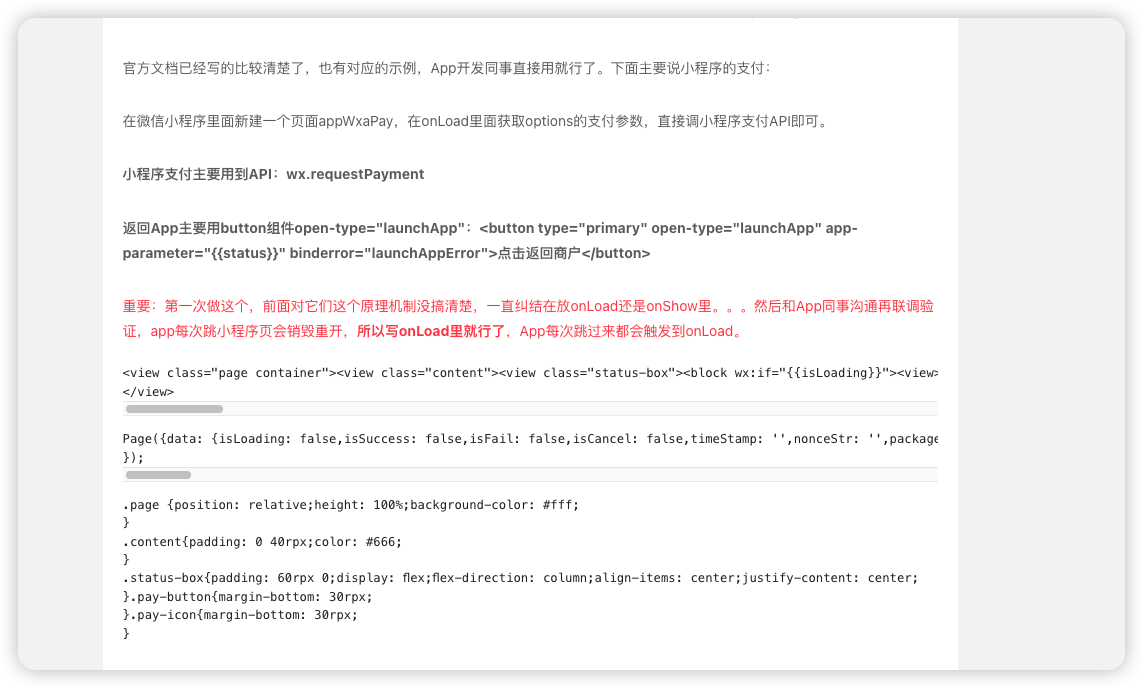 官方文档已经写的比较清楚了，也有对应的示例，App开发同事直接用就行了。下面主要说小程序的支付：
在微信小程序里面新建一个页面appWxaPay，在onLoad里面获取options的支付参数，直接调小程序支付API即可。
小程序支付主要用到API：wx.requestPayment
返回App主要用button组件open-type="launchApp"：<button type="primary" open-type="launchApp" app-
parameter="{{status}}" binderror="launchAppError">点击返回商户</button>
重要：第一次做这个，前面对它们这个原理机制没搞清楚，一直纠结在放onLoad还是onShow里。。。然后和App同事沟通再联调验
证，app每次跳小程序页会销毁重开，所以写onLoad里就行了，App每次跳过来都会触发到onLoad。
<view class="page container"><view class="content"><view class="status-box"><block wx:if="{{isLoading}}"><view>
</view>
Page({data: {isLoading: false,isSuccess: false,isFail: false,isCancel: false,timeStamp: '',nonceStr: '',package
});
.page {position: relative;height: 100%;background-color: #fff;
}
.content{padding: 0 40rpx;color: #666;
}
.status-box{padding: 60rpx 0;display: flex;flex-direction: column;align-items: center;justify-content: center;
}.pay-button{margin-bottom: 30rpx;
}.pay-icon{margin-bottom: 30rpx;
}